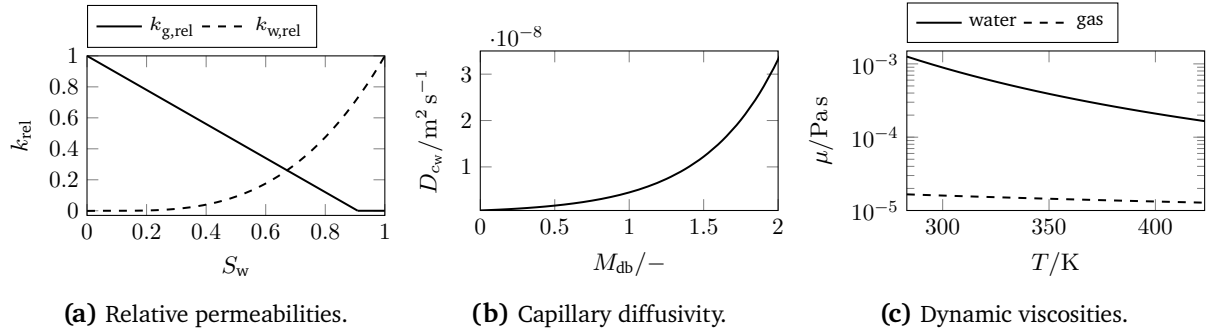 k_g,rel k_w,rel
1
0.8
0.6
0.4
0.2
0
k_rel
0 0.2 0.4 0.6 0.8 1
S_w
(a) Relative permeabilities.
·10^−8
3
2
1
D_c_w/m² s^−1
0 0.5 1 1.5 2
M_db/−
(b) Capillary diffusivity.
water gas
10^−3
10^−4
10^−5
μ/Pa s
300 350 400
T/K
(c) Dynamic viscosities.